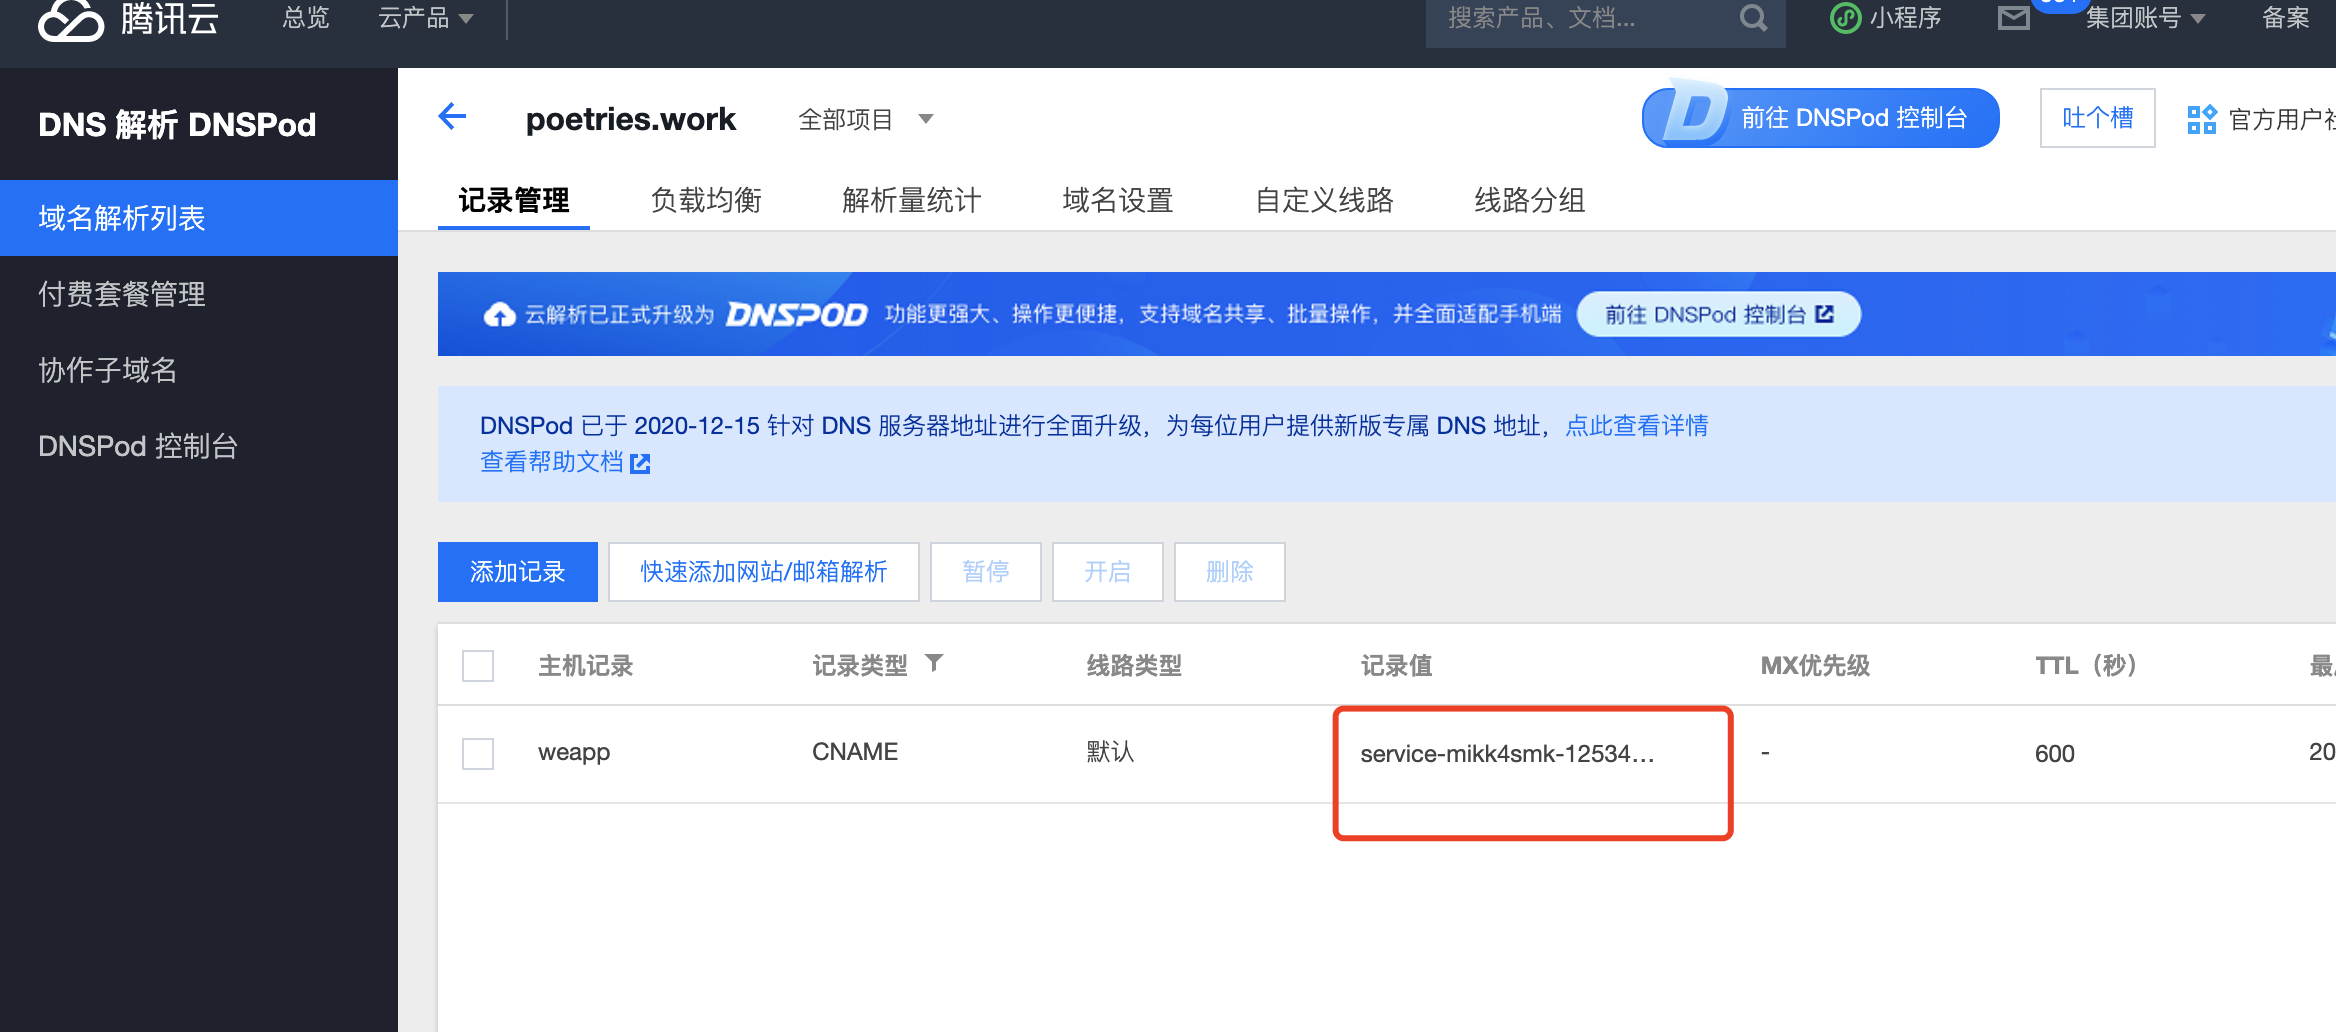 腾讯云 总览 云产品 搜索产品、文档... 小程序 集团账号 备案
DNS 解析 DNSPod
域名解析列表
付费套餐管理
协作子域名
DNSPod 控制台
poetries.work 全部项目 前往 DNSPod 控制台 吐个槽 官方用户
记录管理 负载均衡 解析量统计 域名设置 自定义线路 线路分组
云解析已正式升级为 DNSPOD 功能更强大、操作更便捷，支持域名共享、批量操作，并全面适配手机端 前往 DNSPod 控制台
DNSPod 已于 2020-12-15 针对 DNS 服务器地址进行全面升级，为每位用户提供新版专属 DNS 地址，点此查看详情
查看帮助文档
添加记录 快速添加网站/邮箱解析 暂停 开启 删除
主机记录 记录类型 线路类型 记录值 MX优先级 TTL（秒） 最
weapp CNAME 默认 service-mikk4smk-12534... - 600 20